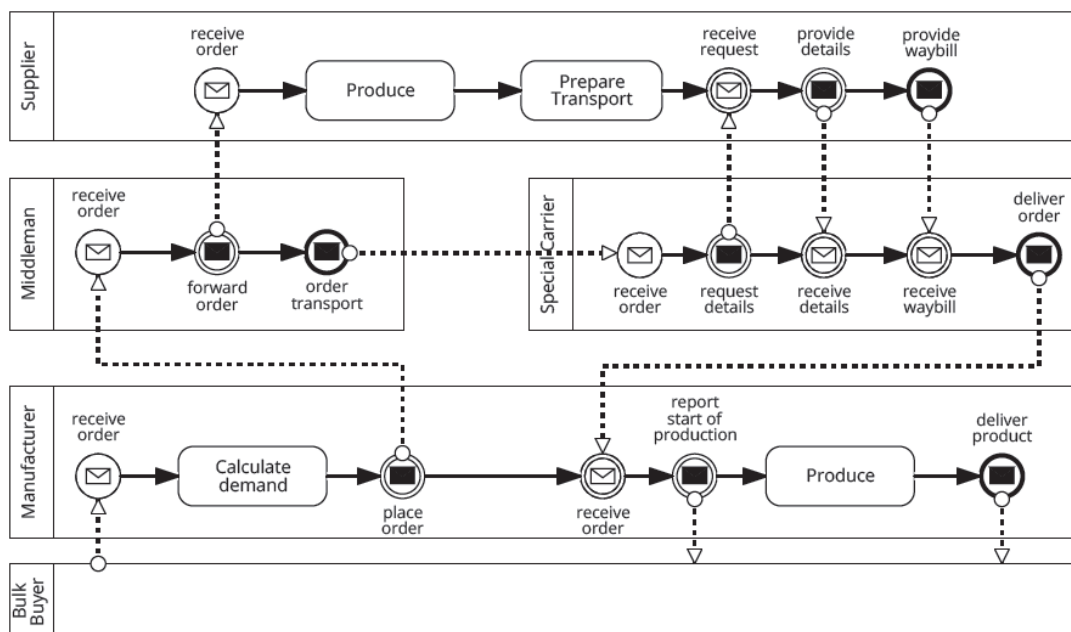 Supplier
receive
order
Produce
Prepare
Transport
receive
request
provide
details
provide
waybill
Middleman
receive
order
forward
order
order
transport
Special Carrier
receive
order
request
details
receive
details
receive
waybill
deliver
order
Manufacturer
receive
order
Calculate
demand
place
order
receive
order
report
start of
production
Produce
deliver
product
Bulk
Buyer